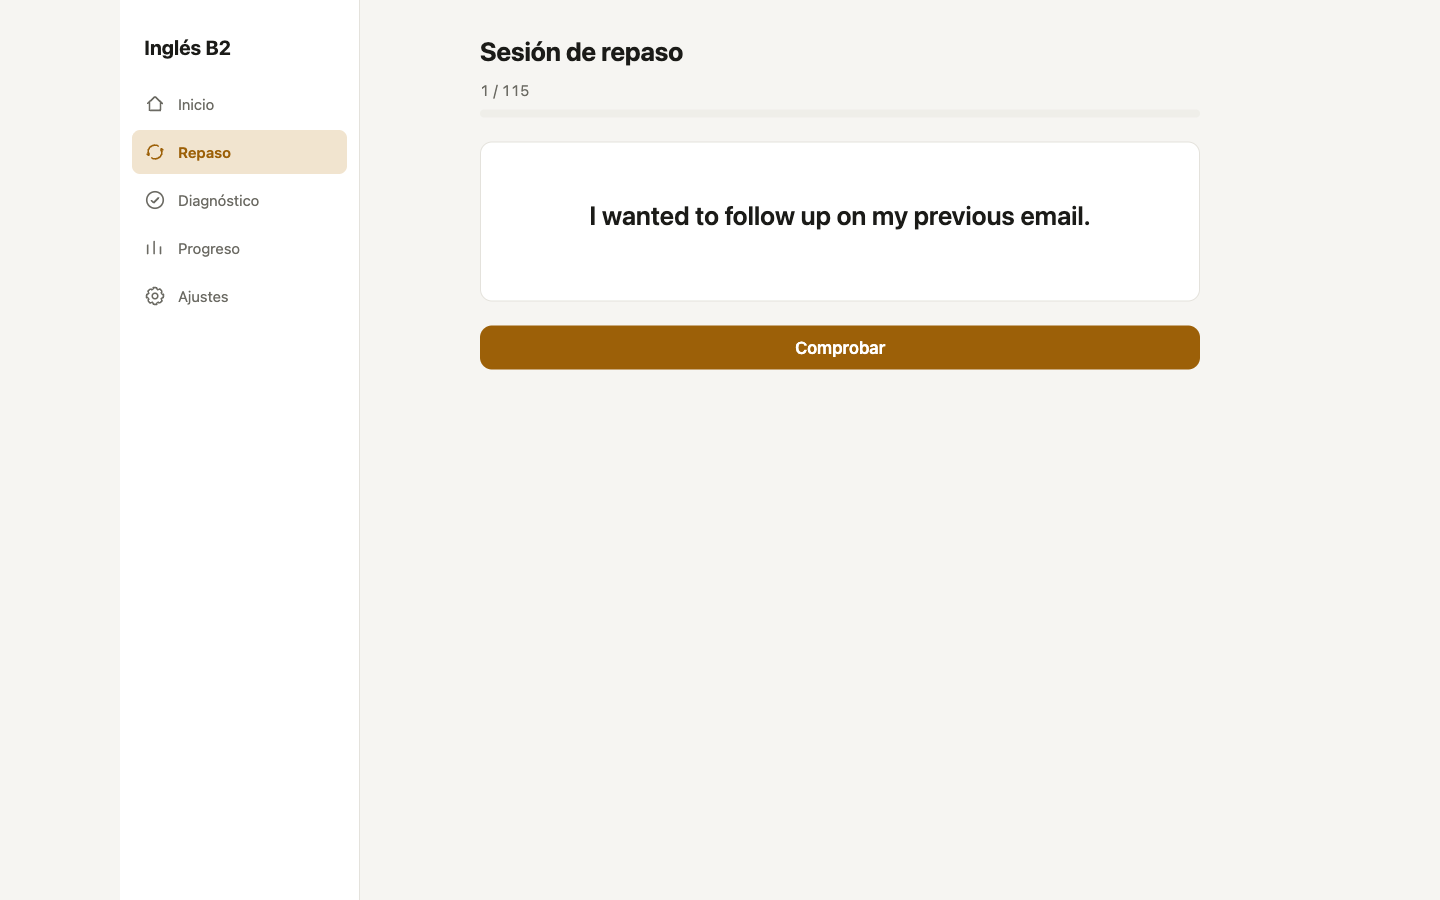 Inglés B2
Inicio
Repaso
Diagnóstico
Progreso
Ajustes
Sesión de repaso
1 / 115
I wanted to follow up on my previous email.
Comprobar